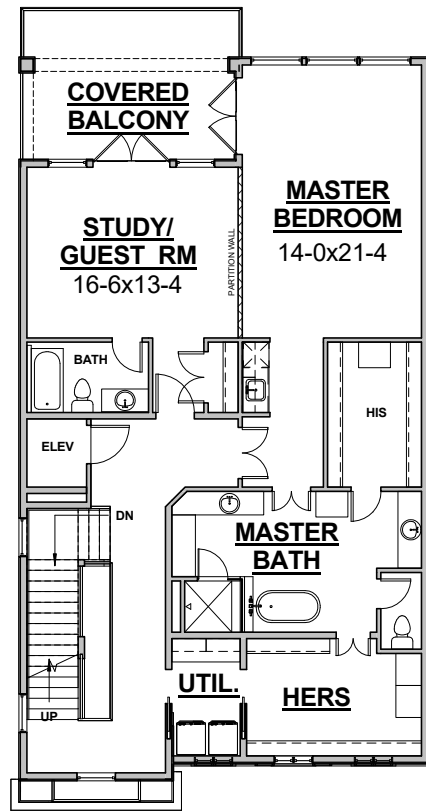 COVERED
BALCONY
MASTER
BEDROOM
14-0x21-4
STUDY/
GUEST RM
16-6x13-4
PARTITION WALL
BATH
HIS
ELEV
DN
MASTER
BATH
UP
UTIL.
HERS